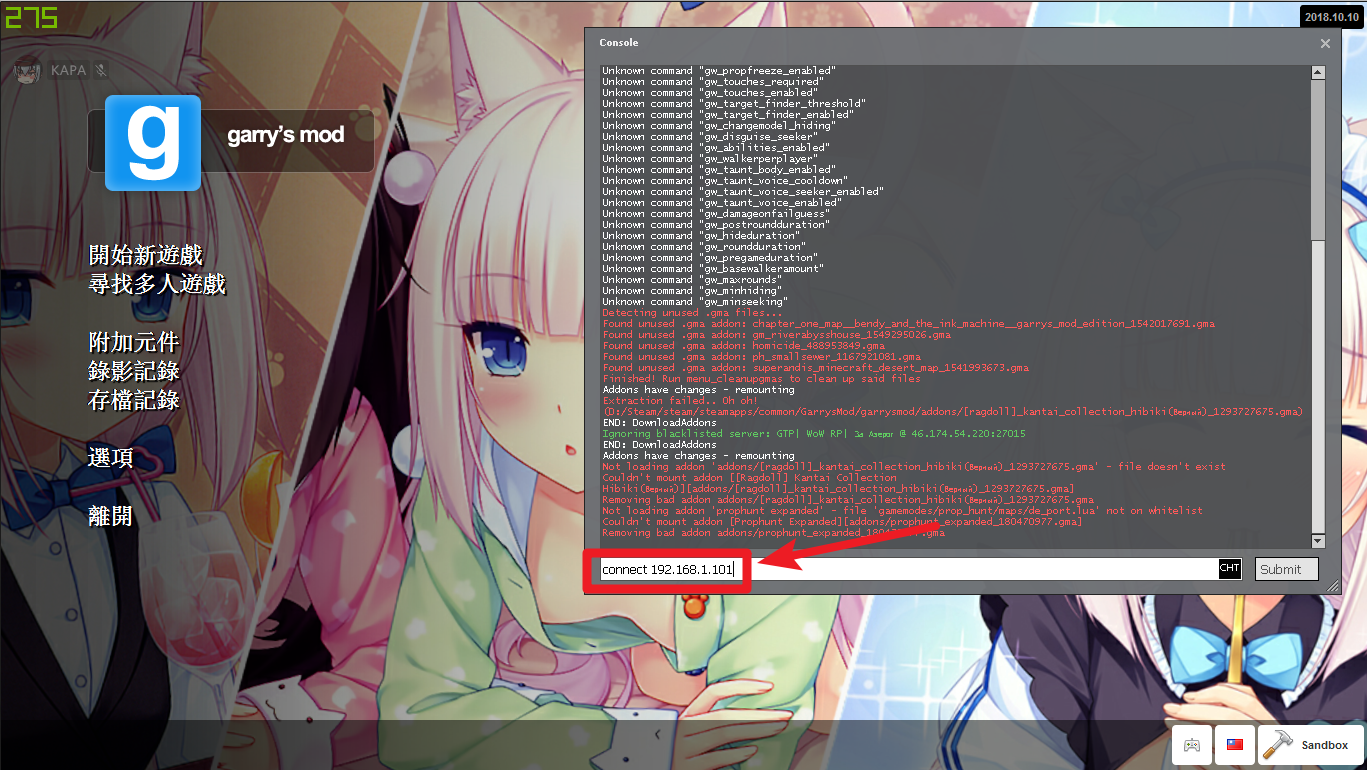 275
2018.10.10
KAPA
g
garry's mod
開始新遊戲
尋找多人遊戲
附加元件
錄影記錄
存檔記錄
選項
離開
Console
Unknown command "gw_propfreeze_enabled"
Unknown command "gw_touches_required"
Unknown command "gw_touches_enabled"
Unknown command "gw_target_finder_threshold"
Unknown command "gw_target_finder_enabled"
Unknown command "gw_changemodel_hiding"
Unknown command "gw_disguise_seeker"
Unknown command "gw_abilities_enabled"
Unknown command "gw_walkerperplayer"
Unknown command "gw_taunt_body_enabled"
Unknown command "gw_taunt_voice_cooldown"
Unknown command "gw_taunt_voice_seeker_enabled"
Unknown command "gw_taunt_voice_enabled"
Unknown command "gw_damageonfailguess"
Unknown command "gw_postroundduration"
Unknown command "gw_hideduration"
Unknown command "gw_roundduration"
Unknown command "gw_pregameduration"
Unknown command "gw_basewalkeramount"
Unknown command "gw_maxrounds"
Unknown command "gw_minhiding"
Unknown command "gw_minseeking"
Detecting unused .gma files...
Found unused .gma addon: chapter_one_map__bendy_and_the_ink_machine__garrys_mod_edition_1542017691.gma
Found unused .gma addon: gm_riverabysshouse_1549295026.gma
Found unused .gma addon: homicide_488953849.gma
Found unused .gma addon: ph_smallsewer_1167921081.gma
Found unused .gma addon: superandis_minecraft_desert_map_1541993673.gma
Finished! Run menu_cleanupgmas to clean up said files
Addons have changes - remounting
Extraction failed.. Oh oh!
(D:/Steam/steam/steamapps/common/GarrysMod/garrysmod/addons/[ragdoll]_kantai_collection_hibiki(Верный)_1293727675.gma)
END: DownloadAddons
Ignoring blacklisted server: GTP| WoW RP| За Азерог @ 46.174.54.220:27015
END: DownloadAddons
Addons have changes - remounting
Not loading addon 'addons/[ragdoll]_kantai_collection_hibiki(Верный)_1293727675.gma' - file doesn't exist
Couldn't mount addon [[Ragdoll] Kantai Collection
Hibiki(Верный)][addons/[ragdoll]_kantai_collection_hibiki(Верный)_1293727675.gma]
Removing bad addon addons/[ragdoll]_kantai_collection_hibiki(Верный)_1293727675.gma
Not loading addon 'prophunt expanded' - file 'gamemodes/prop_hunt/maps/de_port.lua' not on whitelist
Couldn't mount addon [Prophunt Expanded][addons/prophunt_expanded_180470977.gma]
Removing bad addon addons/prophunt_expanded_180470977.gma
connect 192.168.1.101
CHT
Submit
Sandbox